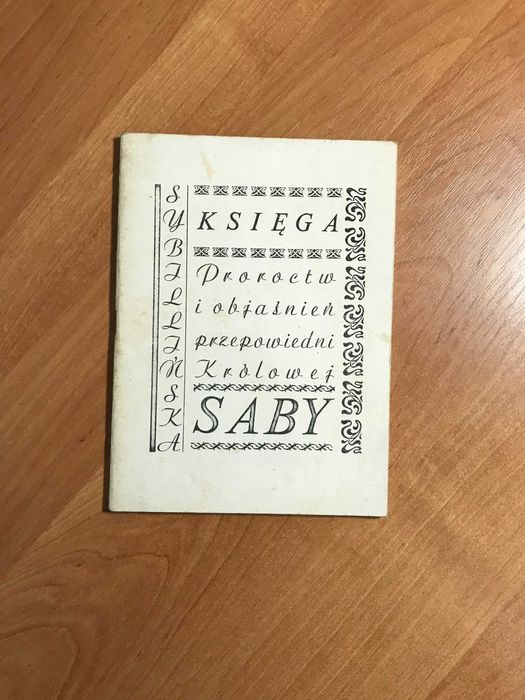 SYBILLIŃSKA
KSIĘGA
Proroctw
i objaśnień
przepowiedni
Królowej
SABY